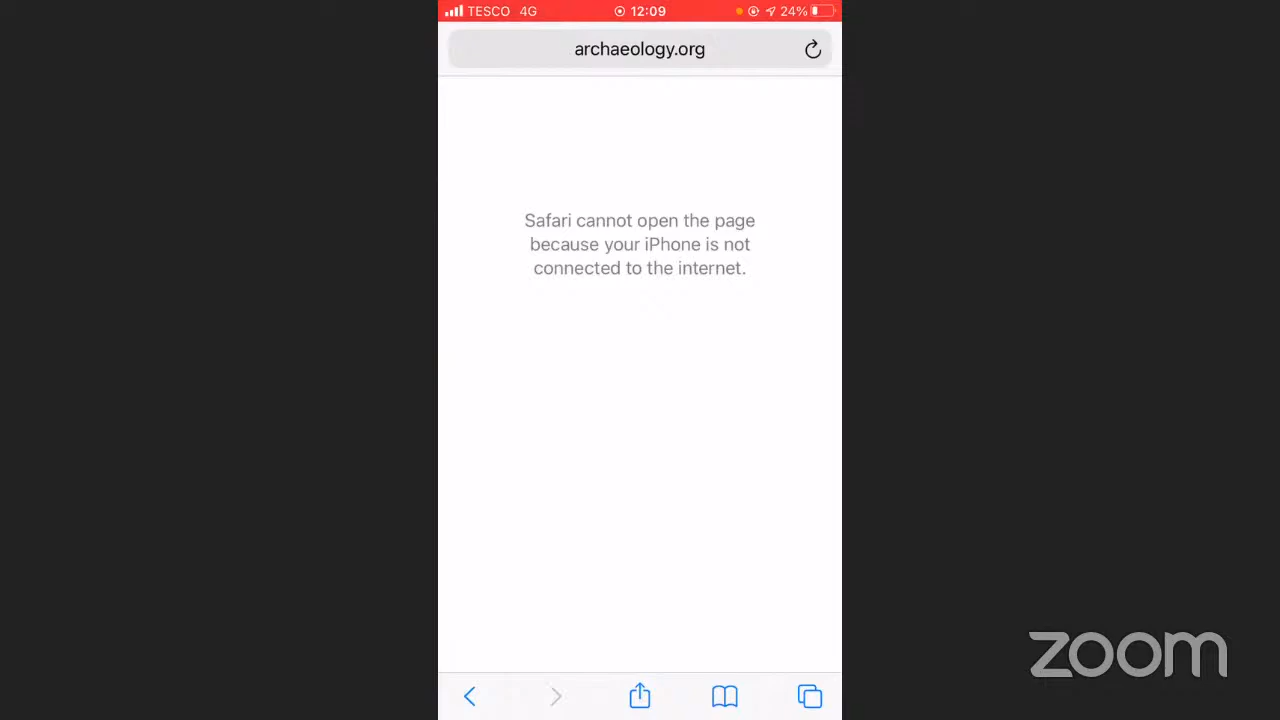 TESCO 4G 12:09 24%
archaeology.org
Safari cannot open the page
because your iPhone is not
connected to the internet.
zoom